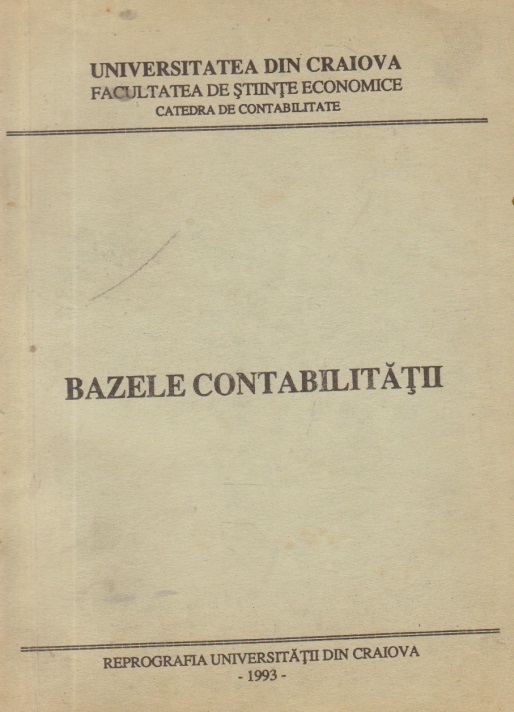 UNIVERSITATEA DIN CRAIOVA
FACULTATEA DE ŞTIINŢE ECONOMICE
CATEDRA DE CONTABILITATE
BAZELE CONTABILITĂŢII
REPROGRAFIA UNIVERSITĂŢII DIN CRAIOVA
- 1993 -